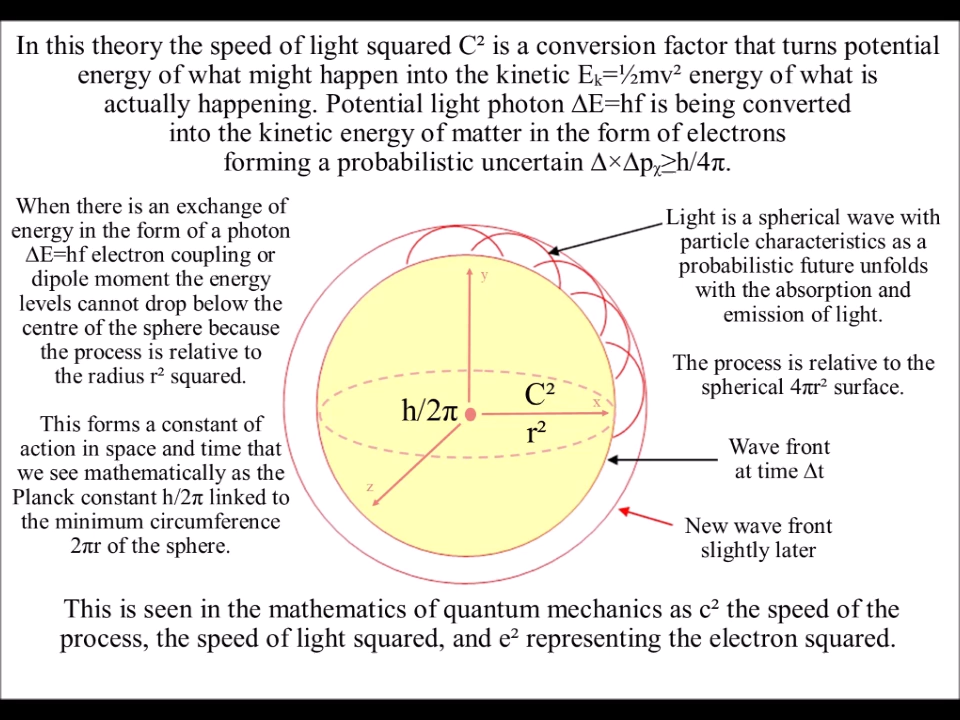 In this theory the speed of light squared C² is a conversion factor that turns potential
energy of what might happen into the kinetic Eₖ=½mv² energy of what is
actually happening. Potential light photon ∆E=hf is being converted
into the kinetic energy of matter in the form of electrons
forming a probabilistic uncertain ∆×∆pᵪ≥h/4π.
When there is an exchange of
energy in the form of a photon
∆E=hf electron coupling or
dipole moment the energy
levels cannot drop below the
centre of the sphere because
the process is relative to
the radius r² squared.
This forms a constant of
action in space and time that
we see mathematically as the
Planck constant h/2π linked to
the minimum circumference
2πr of the sphere.
y
h/2π
C²
x
r²
z
Light is a spherical wave with
particle characteristics as a
probabilistic future unfolds
with the absorption and
emission of light.
The process is relative to the
spherical 4πr² surface.
Wave front
at time ∆t
New wave front
slightly later
This is seen in the mathematics of quantum mechanics as c² the speed of the
process, the speed of light squared, and e² representing the electron squared.